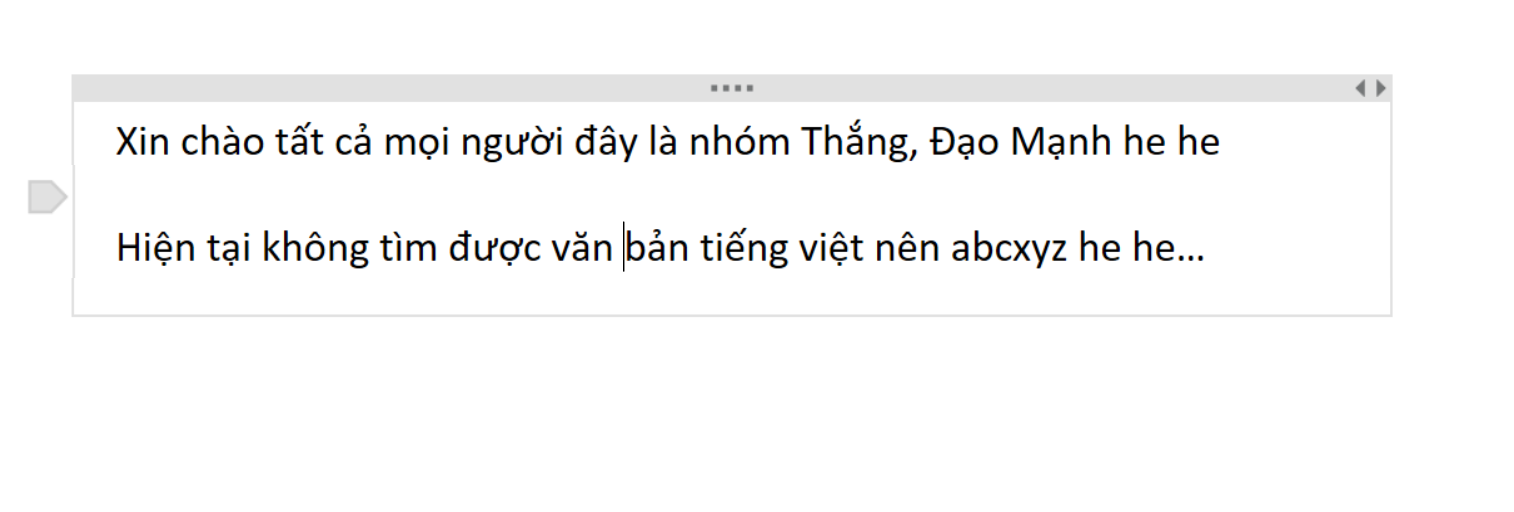 Xin chào tất cả mọi người đây là nhóm Thắng, Đạo Mạnh he he
Hiện tại không tìm được văn bản tiếng việt nên abcxyz he he...